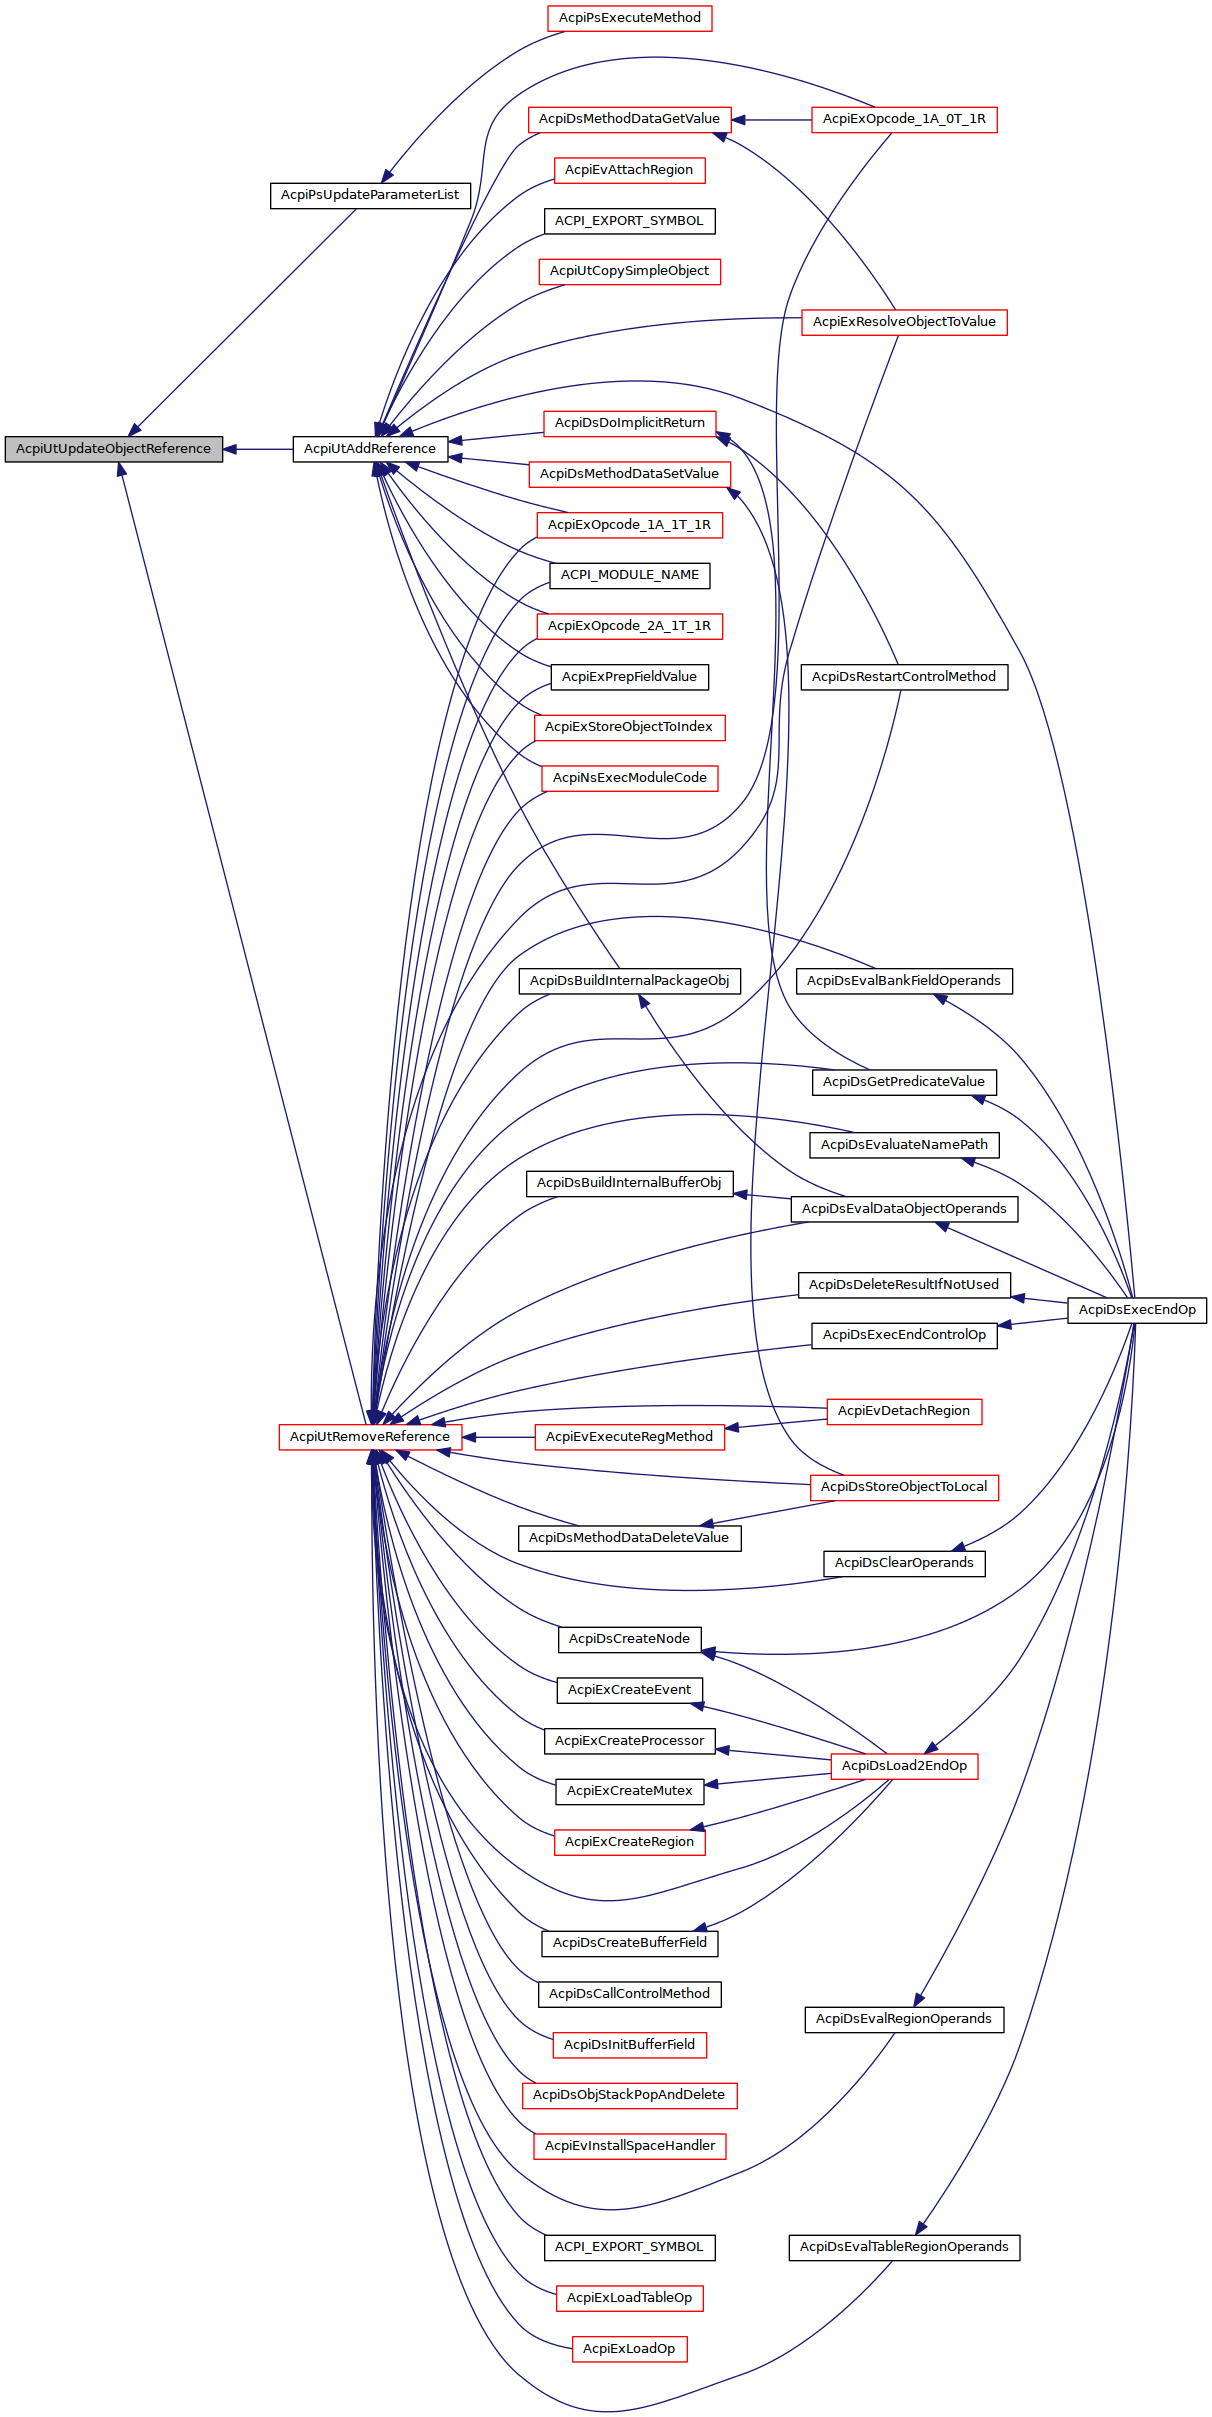 AcpiPsExecuteMethod
AcpiDsMethodDataGetValue
AcpiExOpcode_1A_0T_1R
AcpiEvAttachRegion
AcpiPsUpdateParameterList
ACPI_EXPORT_SYMBOL
AcpiUtCopySimpleObject
AcpiExResolveObjectToValue
AcpiDsDoImplicitReturn
AcpiUtUpdateObjectReference
AcpiUtAddReference
AcpiDsMethodDataSetValue
AcpiExOpcode_1A_1T_1R
ACPI_MODULE_NAME
AcpiExOpcode_2A_1T_1R
AcpiExPrepFieldValue
AcpiDsRestartControlMethod
AcpiExStoreObjectToIndex
AcpiNsExecModuleCode
AcpiDsBuildInternalPackageObj
AcpiDsEvalBankFieldOperands
AcpiDsGetPredicateValue
AcpiDsEvaluateNamePath
AcpiDsBuildInternalBufferObj
AcpiDsEvalDataObjectOperands
AcpiDsDeleteResultIfNotUsed
AcpiDsExecEndOp
AcpiDsExecEndControlOp
AcpiEvDetachRegion
AcpiUtRemoveReference
AcpiEvExecuteRegMethod
AcpiDsStoreObjectToLocal
AcpiDsMethodDataDeleteValue
AcpiDsClearOperands
AcpiDsCreateNode
AcpiExCreateEvent
AcpiExCreateProcessor
AcpiDsLoad2EndOp
AcpiExCreateMutex
AcpiExCreateRegion
AcpiDsCreateBufferField
AcpiDsCallControlMethod
AcpiDsEvalRegionOperands
AcpiDsInitBufferField
AcpiDsObjStackPopAndDelete
AcpiEvInstallSpaceHandler
ACPI_EXPORT_SYMBOL
AcpiDsEvalTableRegionOperands
AcpiExLoadTableOp
AcpiExLoadOp